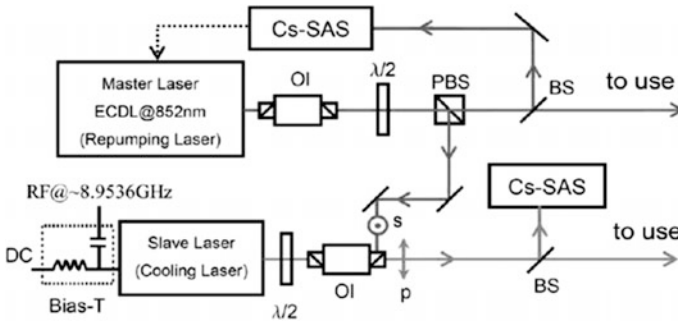 Cs-SAS
Master Laser
ECDL@852nm
(Repumping Laser)
OI
λ/2
PBS
BS
to use
RF@~8.9536GHz
DC
Bias-T
Slave Laser
(Cooling Laser)
λ/2
OI
s
p
Cs-SAS
BS
to use